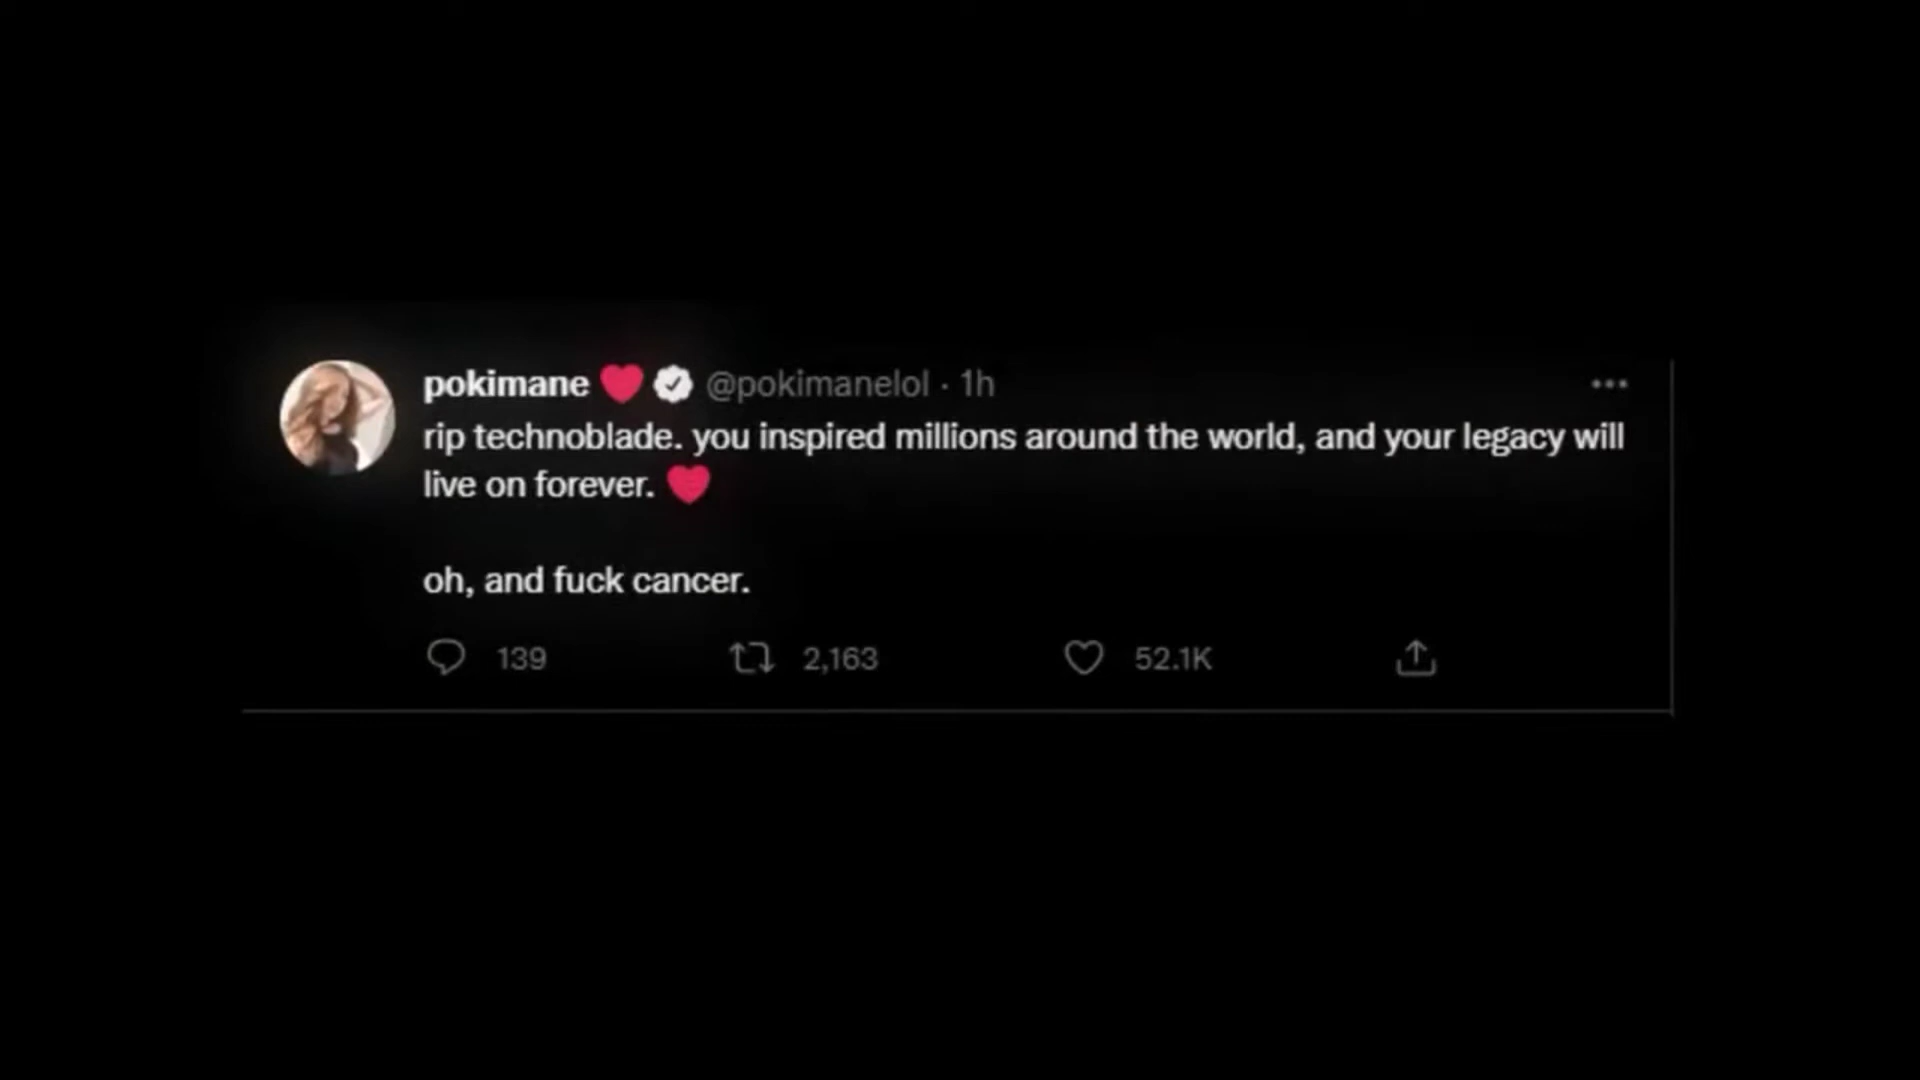 pokimane ❤️ @pokimanelol · 1h
rip technoblade. you inspired millions around the world, and your legacy will
live on forever. ❤️
oh, and fuck cancer.
139 2,163 52.1K